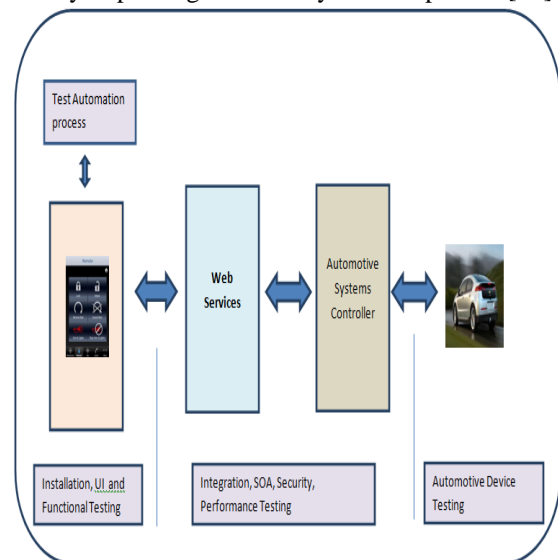 Test Automation
process
Web
Services
Automotive
Systems
Controller
Installation, UI and
Functional Testing
Integration, SOA, Security,
Performance Testing
Automotive Device
Testing